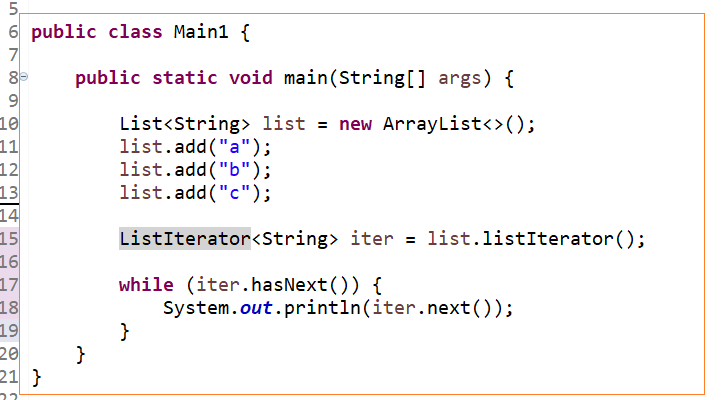 5
6 public class Main1 {
7
8 public static void main(String[] args) {
9
10 List<String> list = new ArrayList<>();
11 list.add("a");
12 list.add("b");
13 list.add("c");
14
15 ListIterator<String> iter = list.listIterator();
16
17 while (iter.hasNext()) {
18 System.out.println(iter.next());
19 }
20 }
21 }
22